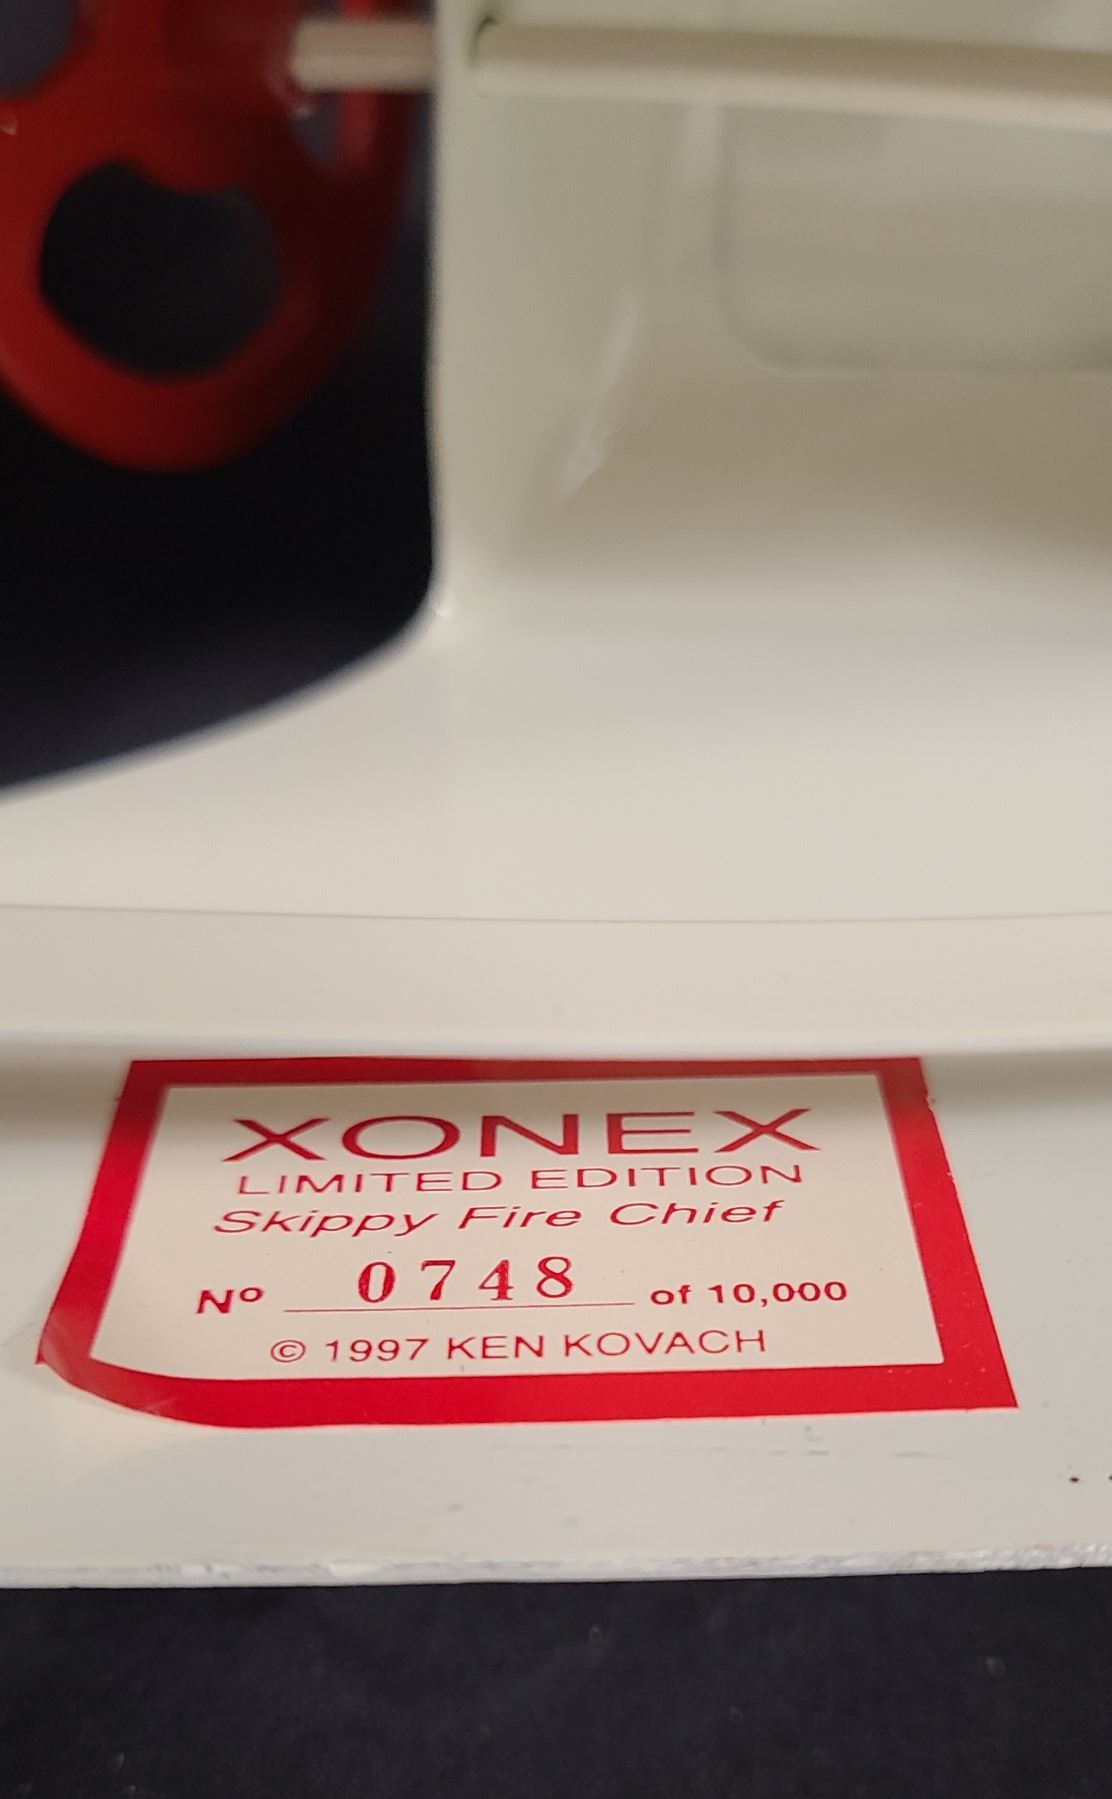 XONEX
LIMITED EDITION
Skippy Fire Chief
Nº 0748 of 10,000
© 1997 KEN KOVACH